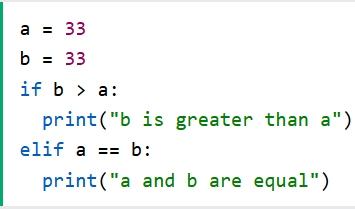 a = 33
b = 33
if b > a:
  print("b is greater than a")
elif a == b:
  print("a and b are equal")